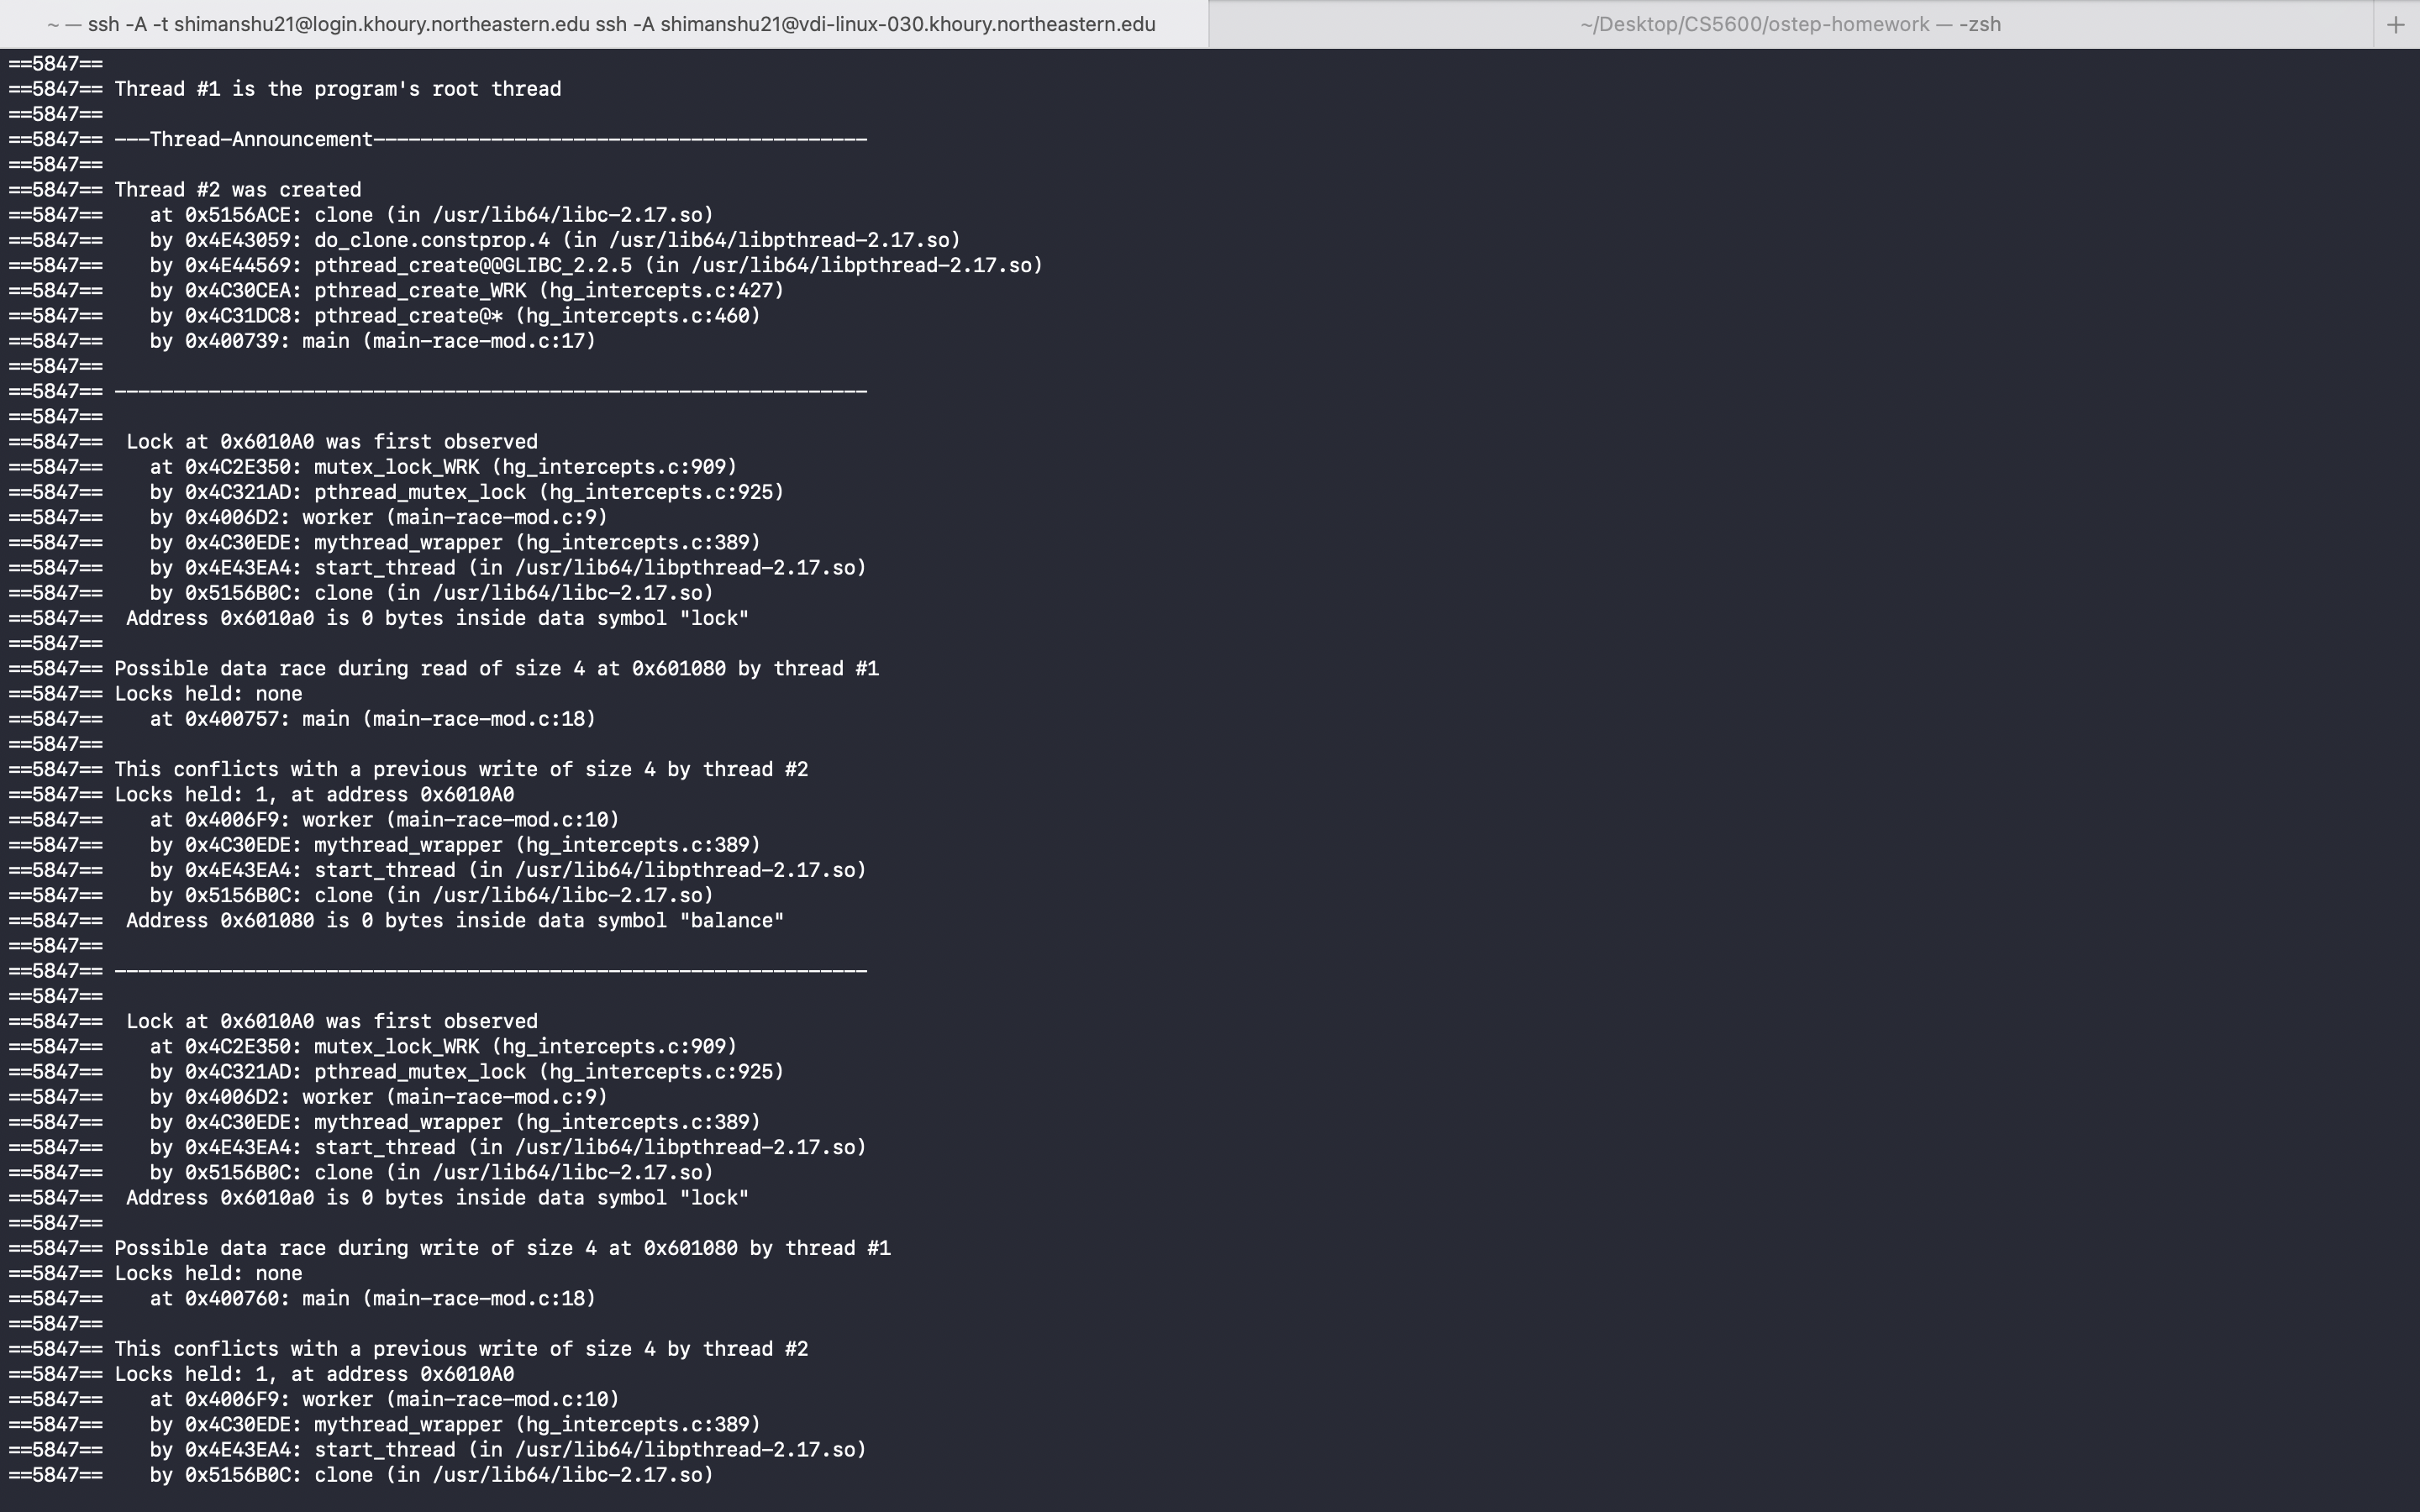 ~ — ssh -A -t shimanshu21@login.khoury.northeastern.edu ssh -A shimanshu21@vdi-linux-030.khoury.northeastern.edu
~/Desktop/CS5600/ostep-homework — -zsh
+
==5847==
==5847== Thread #1 is the program's root thread
==5847==
==5847== ---Thread-Announcement------------------------------------------
==5847==
==5847== Thread #2 was created
==5847==    at 0x5156ACE: clone (in /usr/lib64/libc-2.17.so)
==5847==    by 0x4E43059: do_clone.constprop.4 (in /usr/lib64/libpthread-2.17.so)
==5847==    by 0x4E44569: pthread_create@@GLIBC_2.2.5 (in /usr/lib64/libpthread-2.17.so)
==5847==    by 0x4C30CEA: pthread_create_WRK (hg_intercepts.c:427)
==5847==    by 0x4C31DC8: pthread_create@* (hg_intercepts.c:460)
==5847==    by 0x400739: main (main-race-mod.c:17)
==5847==
==5847== ----------------------------------------------------------------
==5847==
==5847==  Lock at 0x6010A0 was first observed
==5847==    at 0x4C2E350: mutex_lock_WRK (hg_intercepts.c:909)
==5847==    by 0x4C321AD: pthread_mutex_lock (hg_intercepts.c:925)
==5847==    by 0x4006D2: worker (main-race-mod.c:9)
==5847==    by 0x4C30EDE: mythread_wrapper (hg_intercepts.c:389)
==5847==    by 0x4E43EA4: start_thread (in /usr/lib64/libpthread-2.17.so)
==5847==    by 0x5156B0C: clone (in /usr/lib64/libc-2.17.so)
==5847==  Address 0x6010a0 is 0 bytes inside data symbol "lock"
==5847==
==5847== Possible data race during read of size 4 at 0x601080 by thread #1
==5847== Locks held: none
==5847==    at 0x400757: main (main-race-mod.c:18)
==5847==
==5847== This conflicts with a previous write of size 4 by thread #2
==5847== Locks held: 1, at address 0x6010A0
==5847==    at 0x4006F9: worker (main-race-mod.c:10)
==5847==    by 0x4C30EDE: mythread_wrapper (hg_intercepts.c:389)
==5847==    by 0x4E43EA4: start_thread (in /usr/lib64/libpthread-2.17.so)
==5847==    by 0x5156B0C: clone (in /usr/lib64/libc-2.17.so)
==5847==  Address 0x601080 is 0 bytes inside data symbol "balance"
==5847==
==5847== ----------------------------------------------------------------
==5847==
==5847==  Lock at 0x6010A0 was first observed
==5847==    at 0x4C2E350: mutex_lock_WRK (hg_intercepts.c:909)
==5847==    by 0x4C321AD: pthread_mutex_lock (hg_intercepts.c:925)
==5847==    by 0x4006D2: worker (main-race-mod.c:9)
==5847==    by 0x4C30EDE: mythread_wrapper (hg_intercepts.c:389)
==5847==    by 0x4E43EA4: start_thread (in /usr/lib64/libpthread-2.17.so)
==5847==    by 0x5156B0C: clone (in /usr/lib64/libc-2.17.so)
==5847==  Address 0x6010a0 is 0 bytes inside data symbol "lock"
==5847==
==5847== Possible data race during write of size 4 at 0x601080 by thread #1
==5847== Locks held: none
==5847==    at 0x400760: main (main-race-mod.c:18)
==5847==
==5847== This conflicts with a previous write of size 4 by thread #2
==5847== Locks held: 1, at address 0x6010A0
==5847==    at 0x4006F9: worker (main-race-mod.c:10)
==5847==    by 0x4C30EDE: mythread_wrapper (hg_intercepts.c:389)
==5847==    by 0x4E43EA4: start_thread (in /usr/lib64/libpthread-2.17.so)
==5847==    by 0x5156B0C: clone (in /usr/lib64/libc-2.17.so)